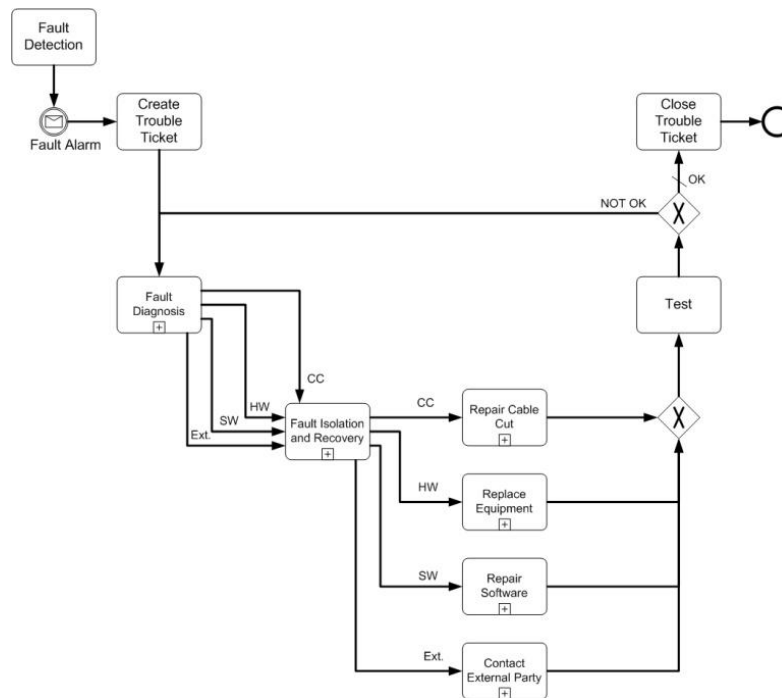 Fault
Detection
Fault Alarm
Create
Trouble
Ticket
Close
Trouble
Ticket
OK
NOT OK
Fault
Diagnosis
Test
CC
HW
SW
Ext.
Fault Isolation
and Recovery
CC
Repair Cable
Cut
HW
Replace
Equipment
SW
Repair
Software
Ext.
Contact
External Party